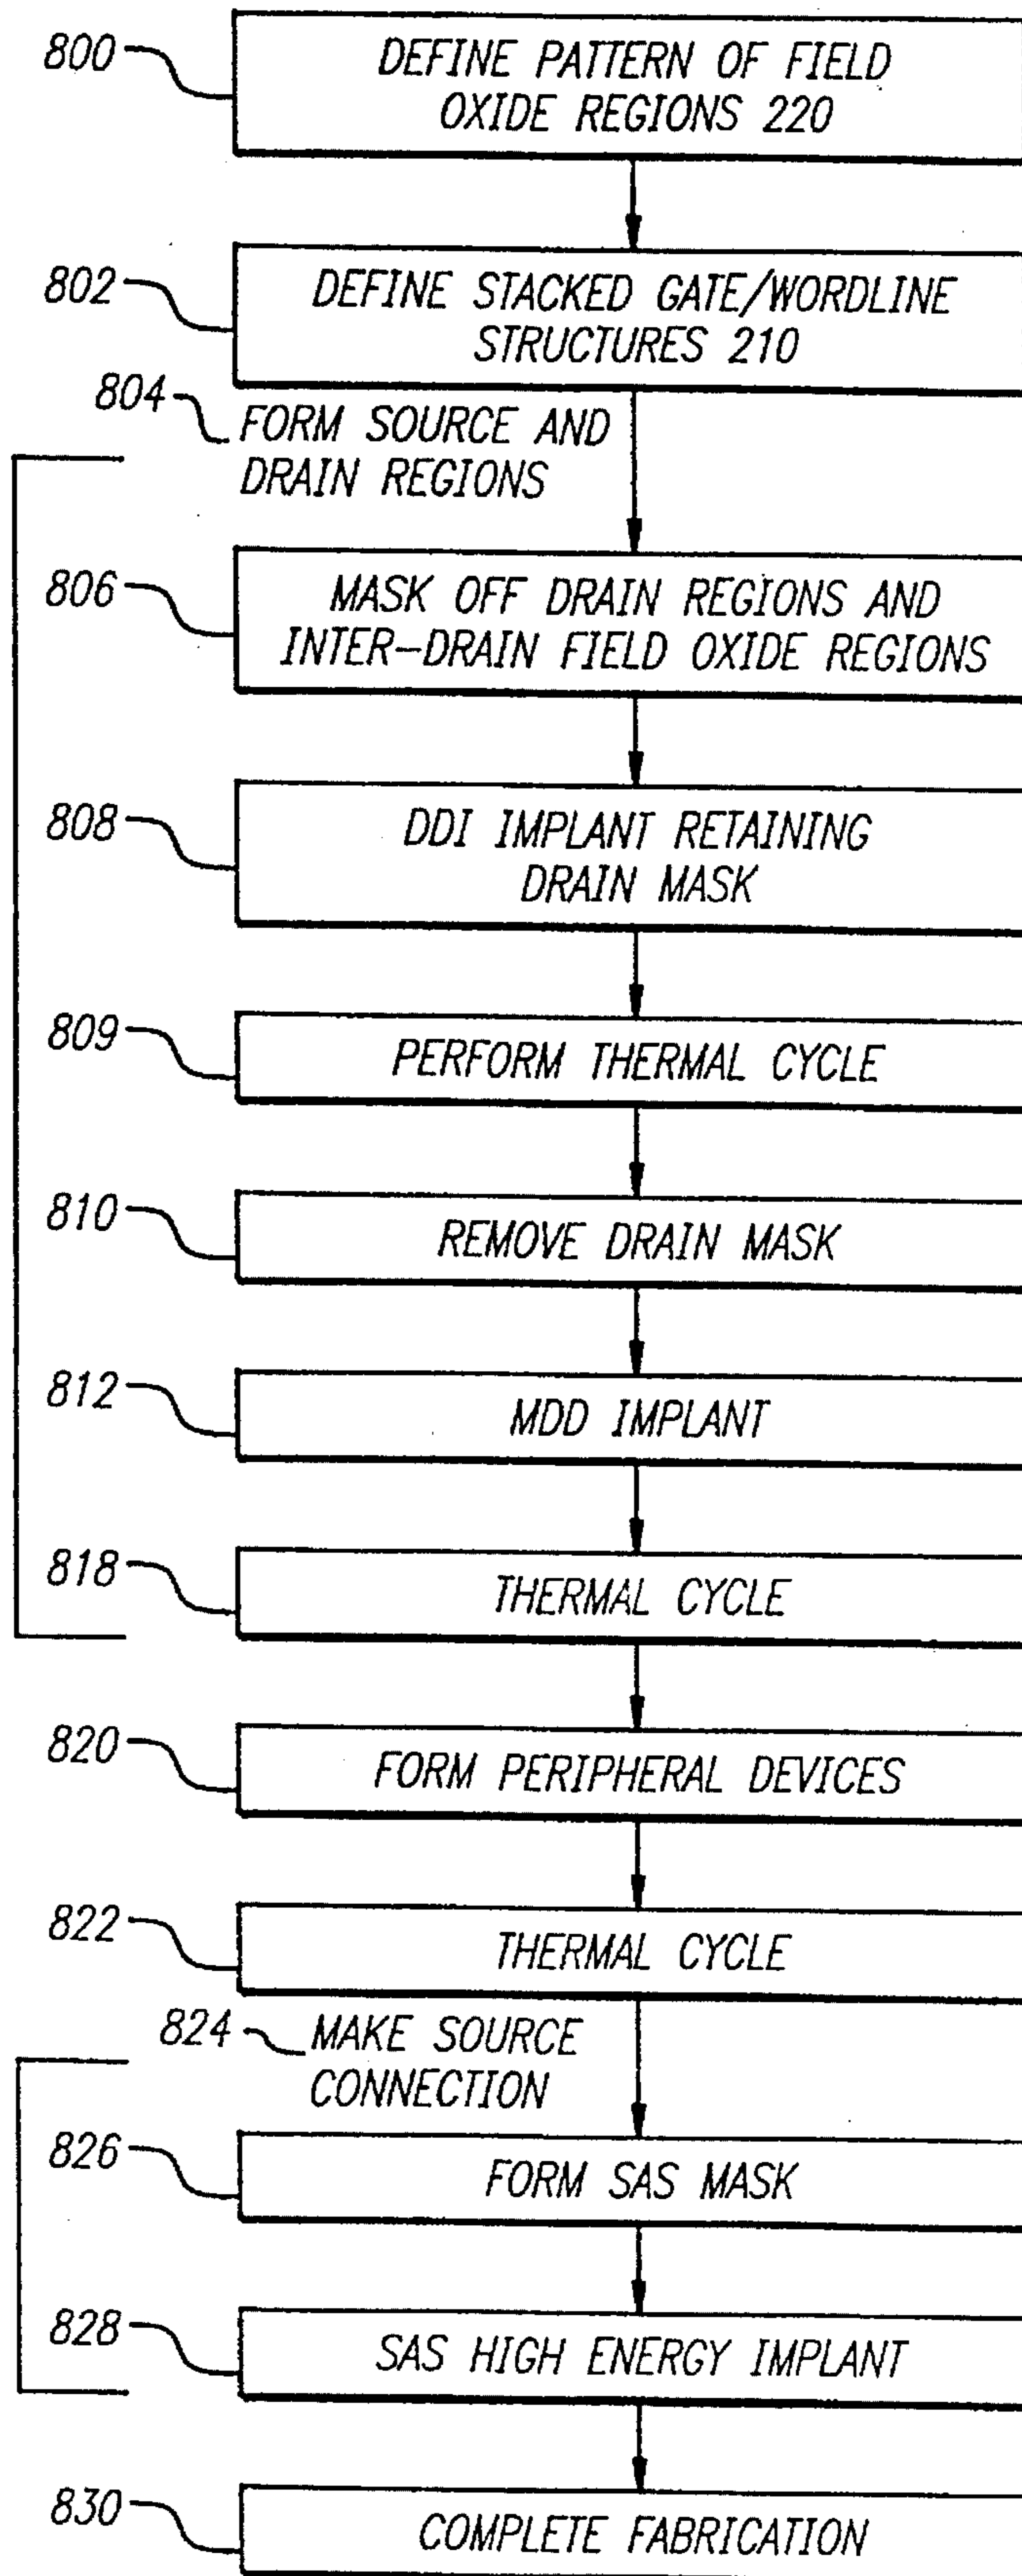 800
DEFINE PATTERN OF FIELD
OXIDE REGIONS 220
802
DEFINE STACKED GATE/WORDLINE
STRUCTURES 210
804
FORM SOURCE AND
DRAIN REGIONS
806
MASK OFF DRAIN REGIONS AND
INTER-DRAIN FIELD OXIDE REGIONS
808
DDI IMPLANT RETAINING
DRAIN MASK
809
PERFORM THERMAL CYCLE
810
REMOVE DRAIN MASK
812
MDD IMPLANT
818
THERMAL CYCLE
820
FORM PERIPHERAL DEVICES
822
THERMAL CYCLE
824
MAKE SOURCE
CONNECTION
826
FORM SAS MASK
828
SAS HIGH ENERGY IMPLANT
830
COMPLETE FABRICATION